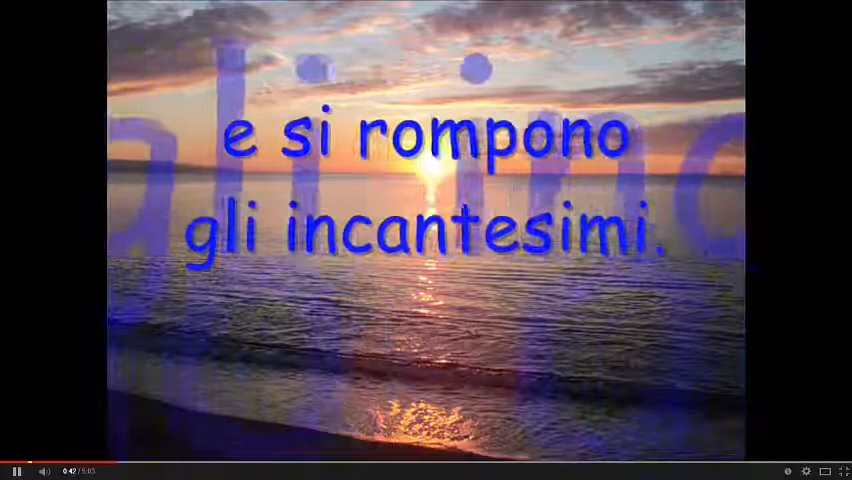 e si rompono
gli incantesimi.
0:42 / 5:03